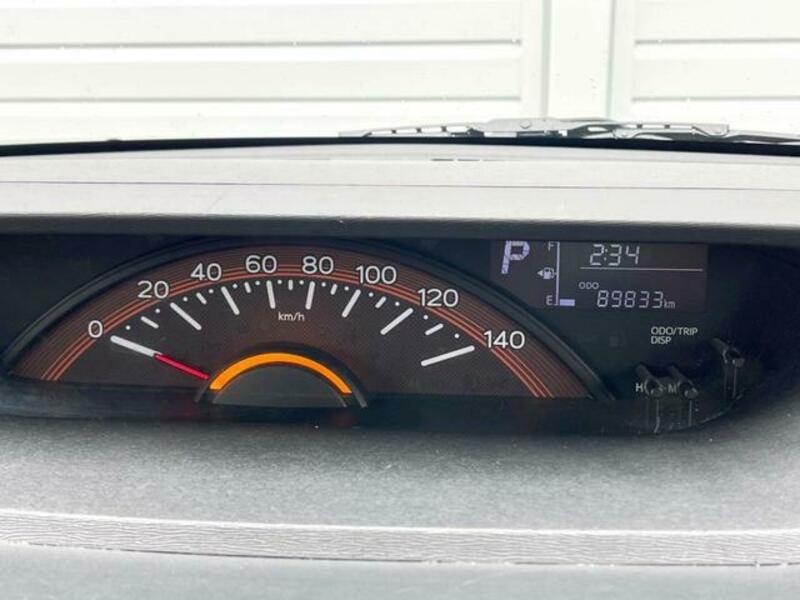 0 20 40 60 80 100 120 140
km/h
P
F
2:34
E
ODO
89833km
ODO/TRIP
DISP
H M